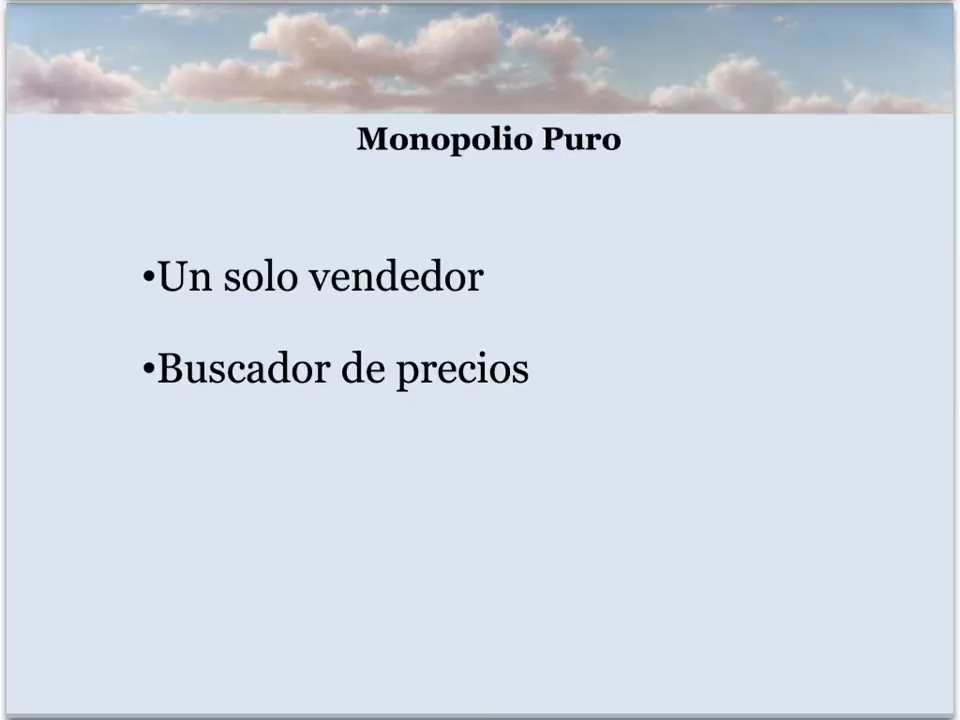 Monopolio Puro
•Un solo vendedor
•Buscador de precios